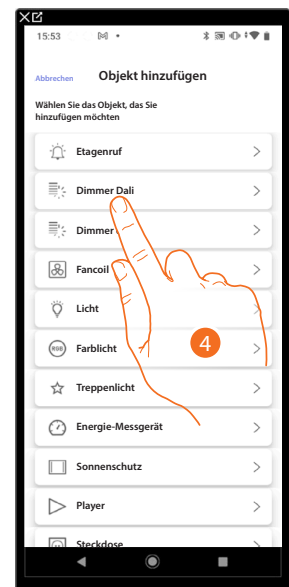 15:53
Abbrechen Objekt hinzufügen
Wählen Sie das Objekt, das Sie
hinzufügen möchten
Etagenruf
Dimmer Dali
Dimmer
Fancoil
Licht
4
RGB Farblicht
Treppenlicht
Energie-Messgerät
Sonnenschutz
Player
Steckdose